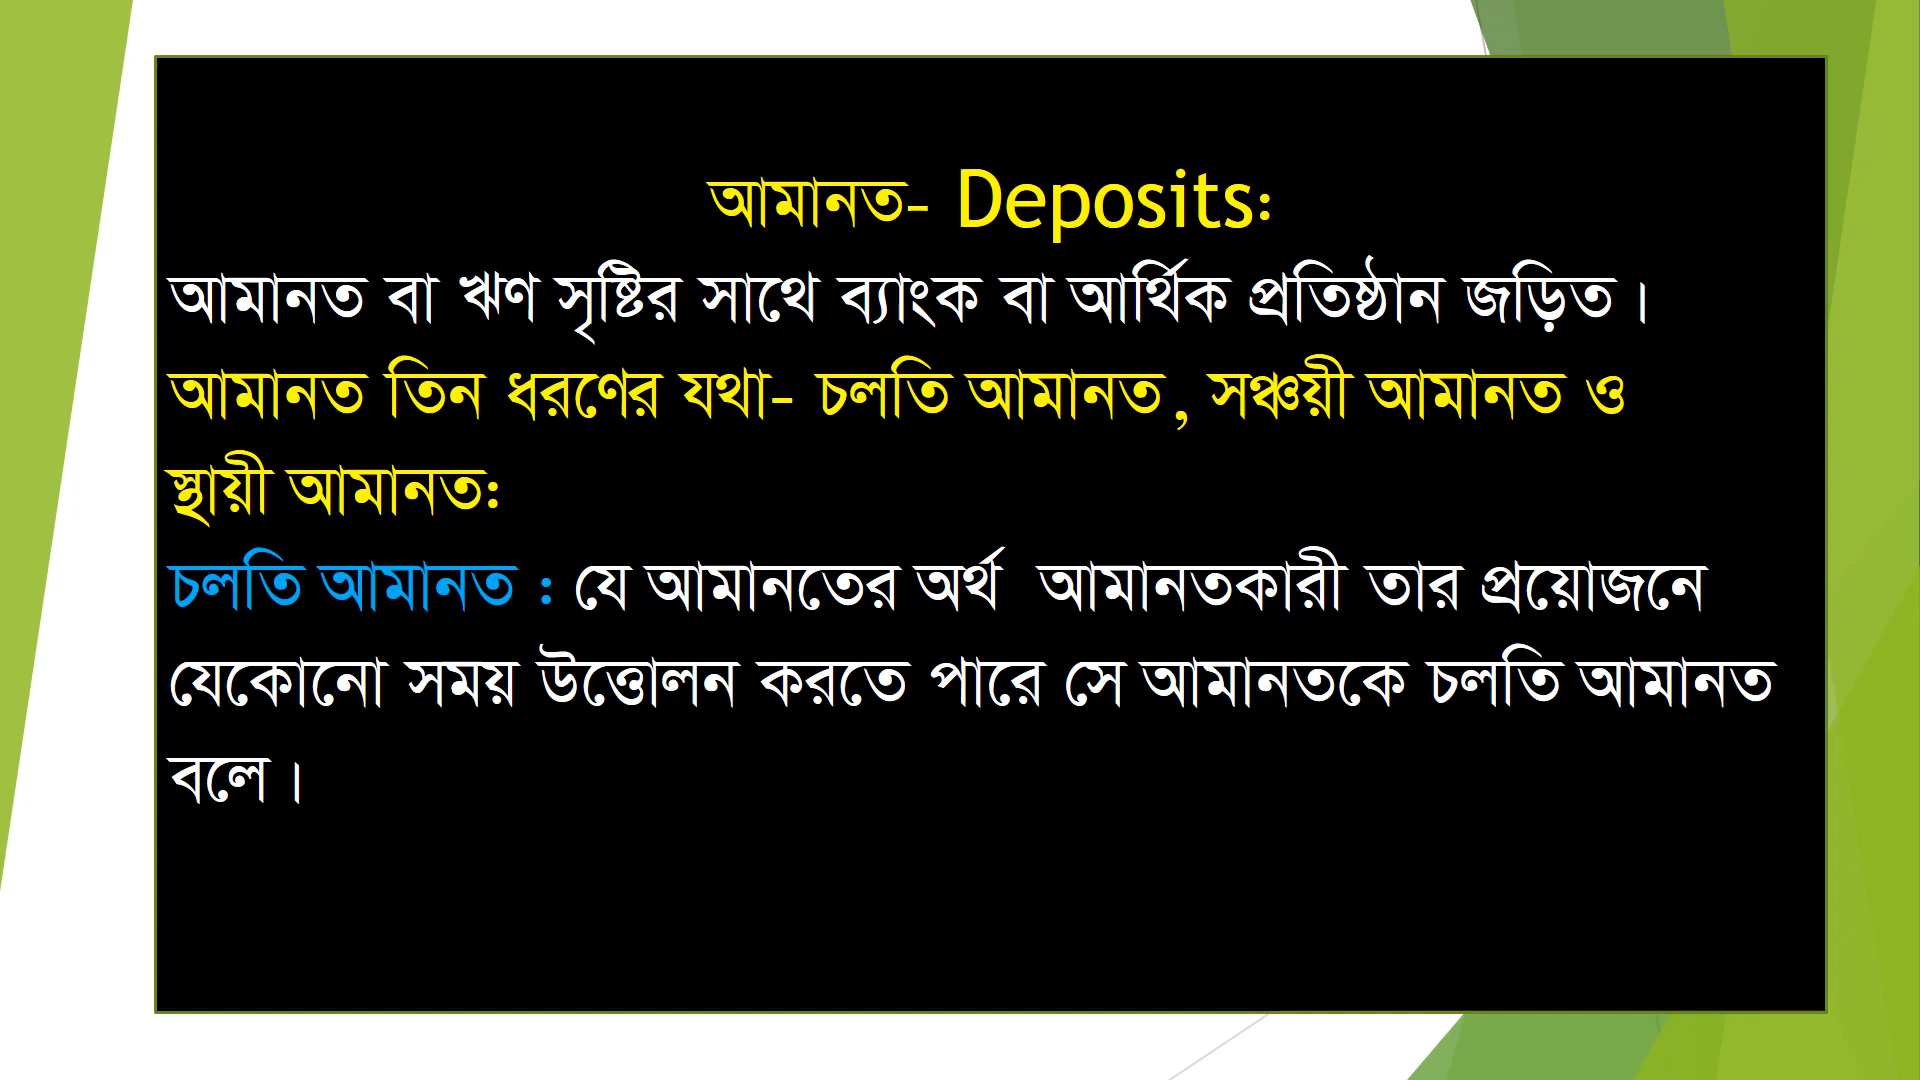 আমানত- Deposits:
আমানত বা ঋণ সৃষ্টির সাথে ব্যাংক বা আর্থিক প্রতিষ্ঠান জড়িত।
আমানত তিন ধরণের যথা- চলতি আমানত, সঞ্চয়ী আমানত ও
স্থায়ী আমানতঃ
চলতি আমানত : যে আমানতের অর্থ আমানতকারী তার প্রয়োজনে
যেকোনো সময় উত্তোলন করতে পারে সে আমানতকে চলতি আমানত
বলে।